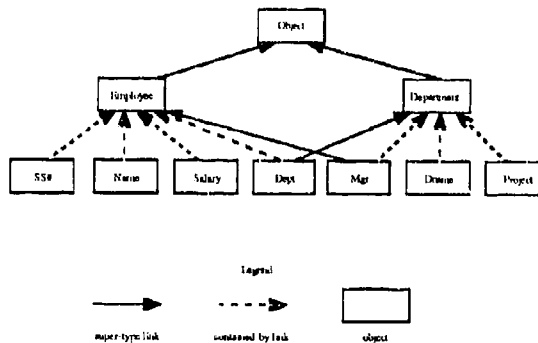 Object
Employee
Department
SS#
Name
Salary
Dept
Mgr
Dname
Project
Legend
super-type link
contained by link
object